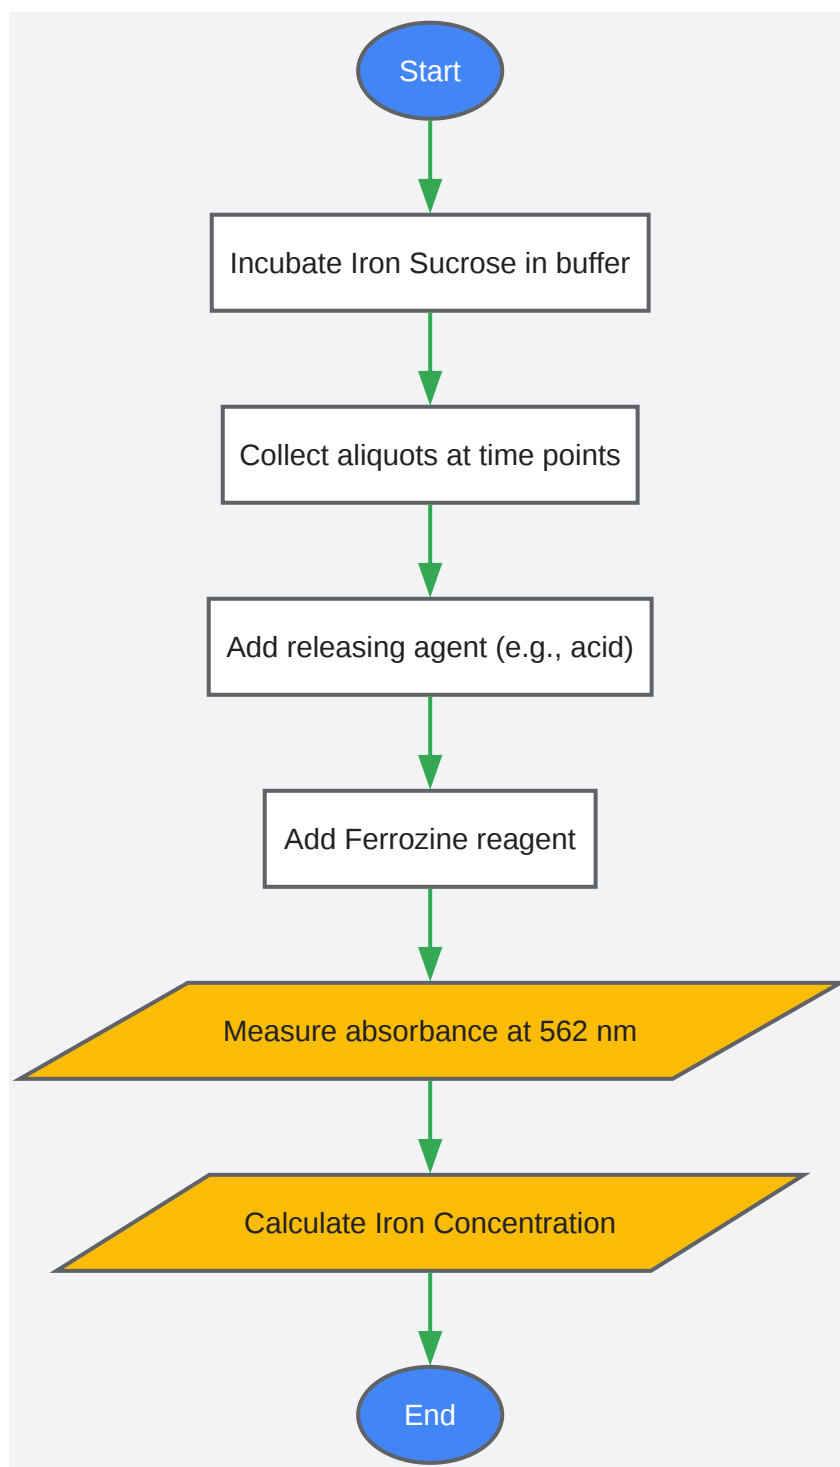 Start
Incubate Iron Sucrose in buffer
Collect aliquots at time points
Add releasing agent (e.g., acid)
Add Ferrozine reagent
Measure absorbance at 562 nm
Calculate Iron Concentration
End